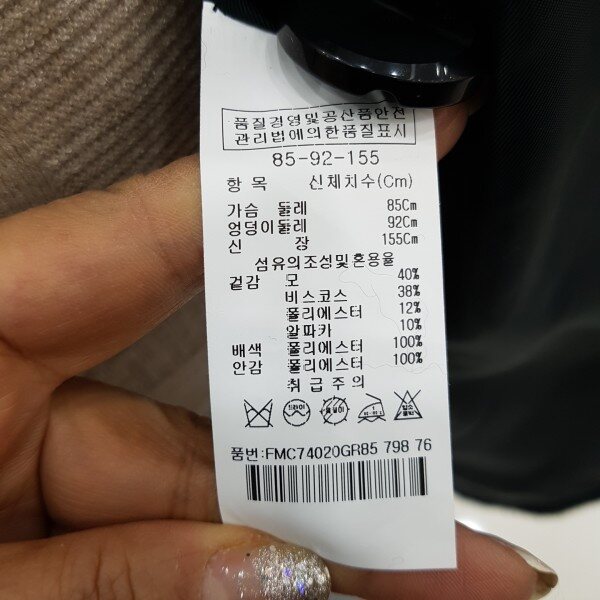 품질경영및공산품안전
관리법에의한품질표시
85-92-155
항 목 신체치수(Cm)
가슴 둘레 85Cm
엉덩이둘레 92Cm
신 장 155Cm
섬유의조성및혼용율
겉감 모 40%
비스코스 38%
폴리에스터 12%
알파카 10%
배색 폴리에스터 100%
안감 폴리에스터 100%
취급주의
드라이
품번:FMC74020GR85 798 76